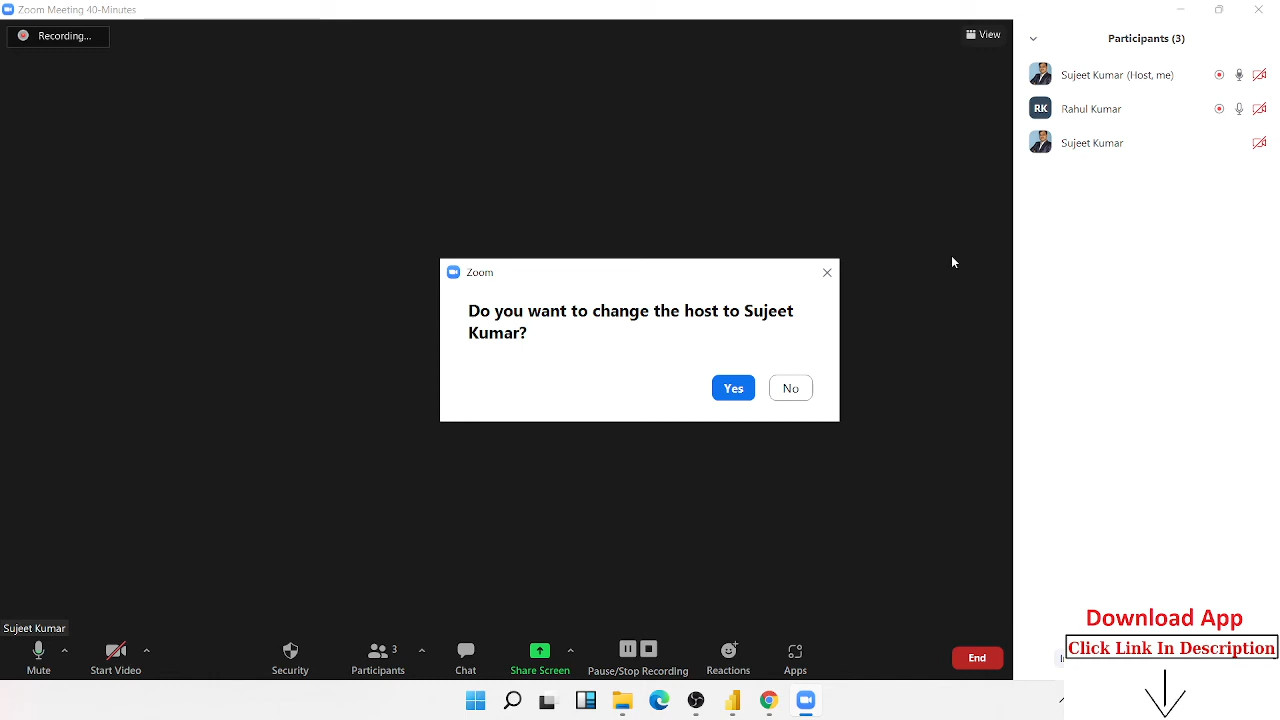 Zoom Meeting 40-Minutes
Recording...
View
Participants (3)
Sujeet Kumar (Host, me)
RK
Rahul Kumar
Sujeet Kumar
Zoom
Do you want to change the host to Sujeet
Kumar?
Yes
No
Sujeet Kumar
Mute
Start Video
Security
3
Participants
Chat
Share Screen
Pause/Stop Recording
Reactions
Apps
End
Download App
Click Link In Description